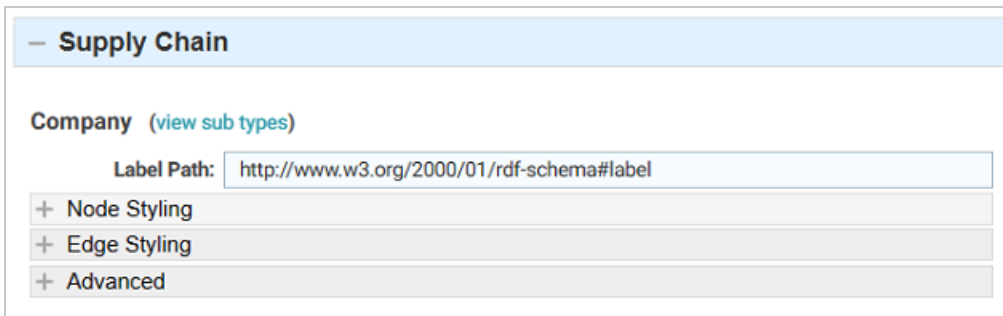 Supply Chain
Company (view sub types)
Label Path: http://www.w3.org/2000/01/rdf-schema#label
Node Styling
Edge Styling
Advanced